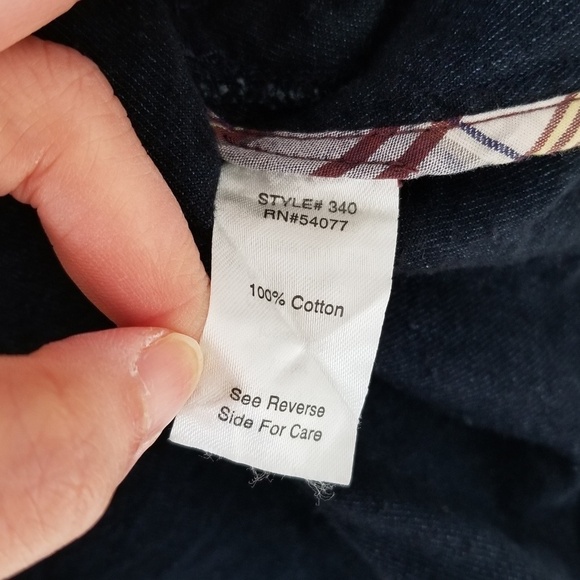 STYLE# 340
RN#54077
100% Cotton
See Reverse
Side For Care